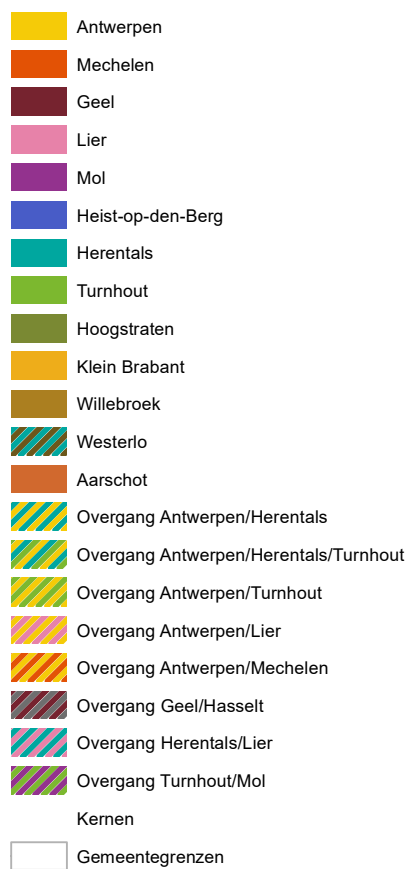 Antwerpen
Mechelen
Geel
Lier
Mol
Heist-op-den-Berg
Herentals
Turnhout
Hoogstraten
Klein Brabant
Willebroek
Westerlo
Aarschot
Overgang Antwerpen/Herentals
Overgang Antwerpen/Herentals/Turnhout
Overgang Antwerpen/Turnhout
Overgang Antwerpen/Lier
Overgang Antwerpen/Mechelen
Overgang Geel/Hasselt
Overgang Herentals/Lier
Overgang Turnhout/Mol
Kernen
Gemeentegrenzen